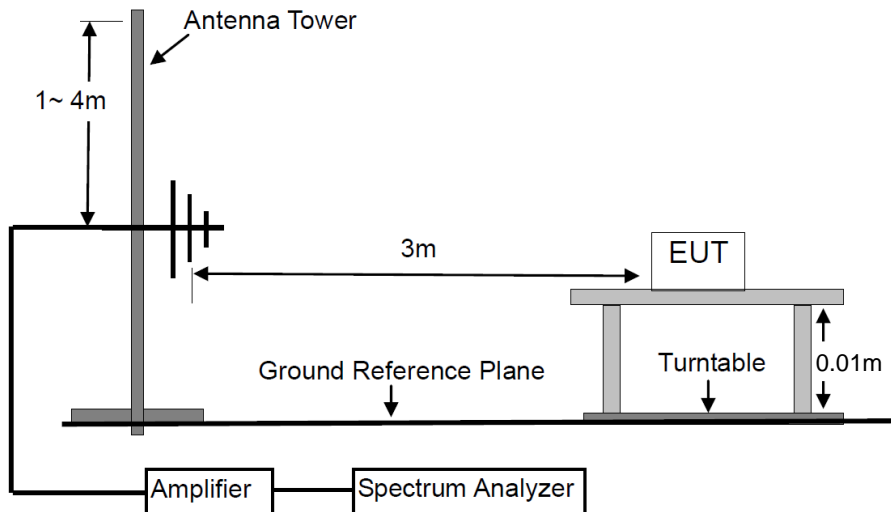 Antenna Tower
1~ 4m
3m
EUT
Ground Reference Plane
Turntable
0.01m
Amplifier
Spectrum Analyzer